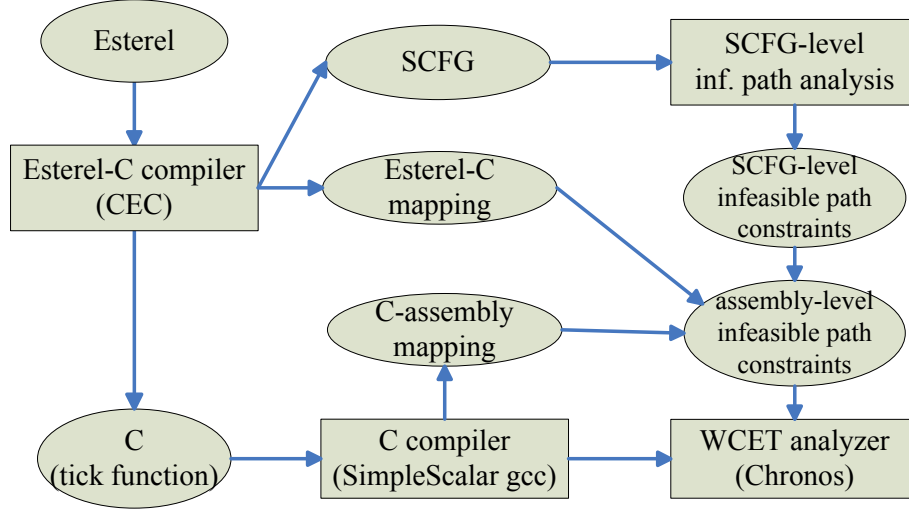 Esterel
SCFG
SCFG-level
inf. path analysis
Esterel-C compiler
(CEC)
Esterel-C
mapping
SCFG-level
infeasible path
constraints
C-assembly
mapping
assembly-level
infeasible path
constraints
C
(tick function)
C compiler
(SimpleScalar gcc)
WCET analyzer
(Chronos)